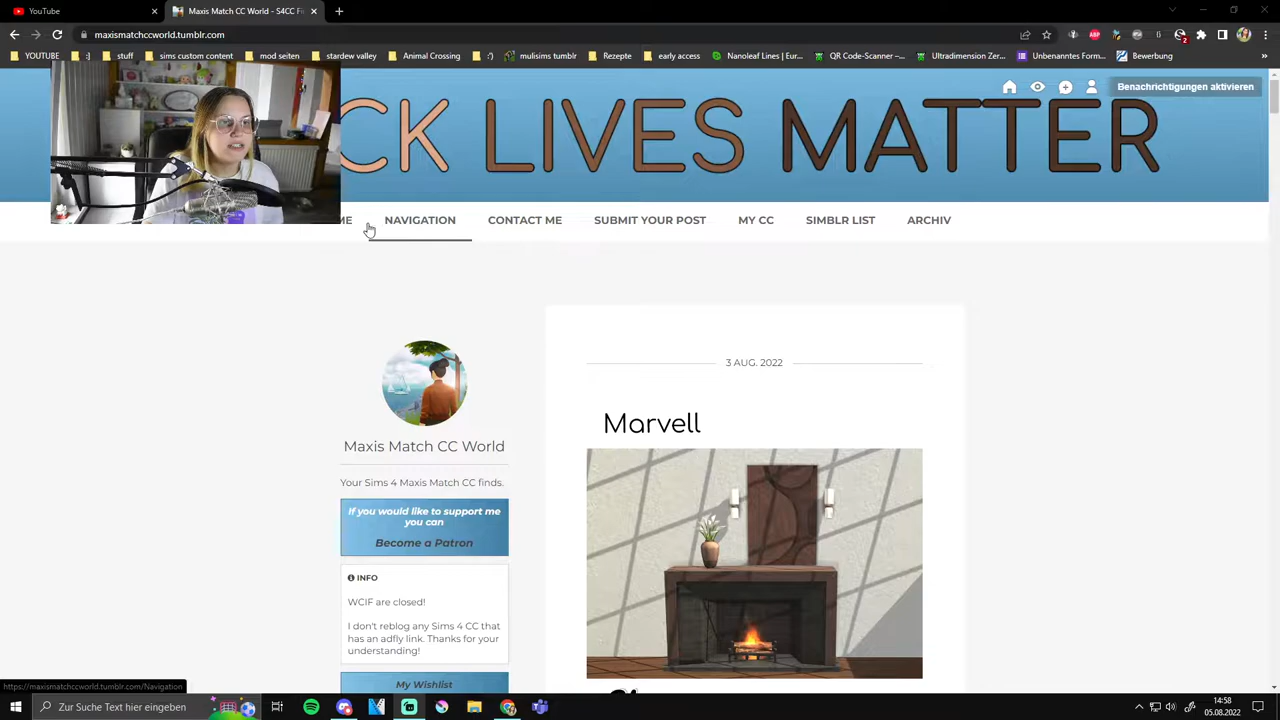 YouTube
Maxis Match CC World - S4CC Fi
maxismatchccworld.tumblr.com
YOUTUBE
:)
stuff
sims custom content
mod seiten
stardew valley
Animal Crossing
:')
mulisims tumblr
Rezepte
early access
Nanoleaf Lines | Eur...
QR Code-Scanner -...
Ultradimension Zer...
Unbenanntes Form...
Bewerbung
»
Benachrichtigungen aktivieren
CK LIVES MATTER
ME
NAVIGATION
CONTACT ME
SUBMIT YOUR POST
MY CC
SIMBLR LIST
ARCHIV
3 AUG. 2022
Marvell
Maxis Match CC World
Your Sims 4 Maxis Match CC finds.
If you would like to support me
you can
Become a Patron
INFO
WCIF are closed!
I don't reblog any Sims 4 CC that
has an adfly link. Thanks for your
understanding!
My Wishlist
https://maxismatchccworld.tumblr.com/Navigation
Zur Suche Text hier eingeben
14:58
05.08.2022